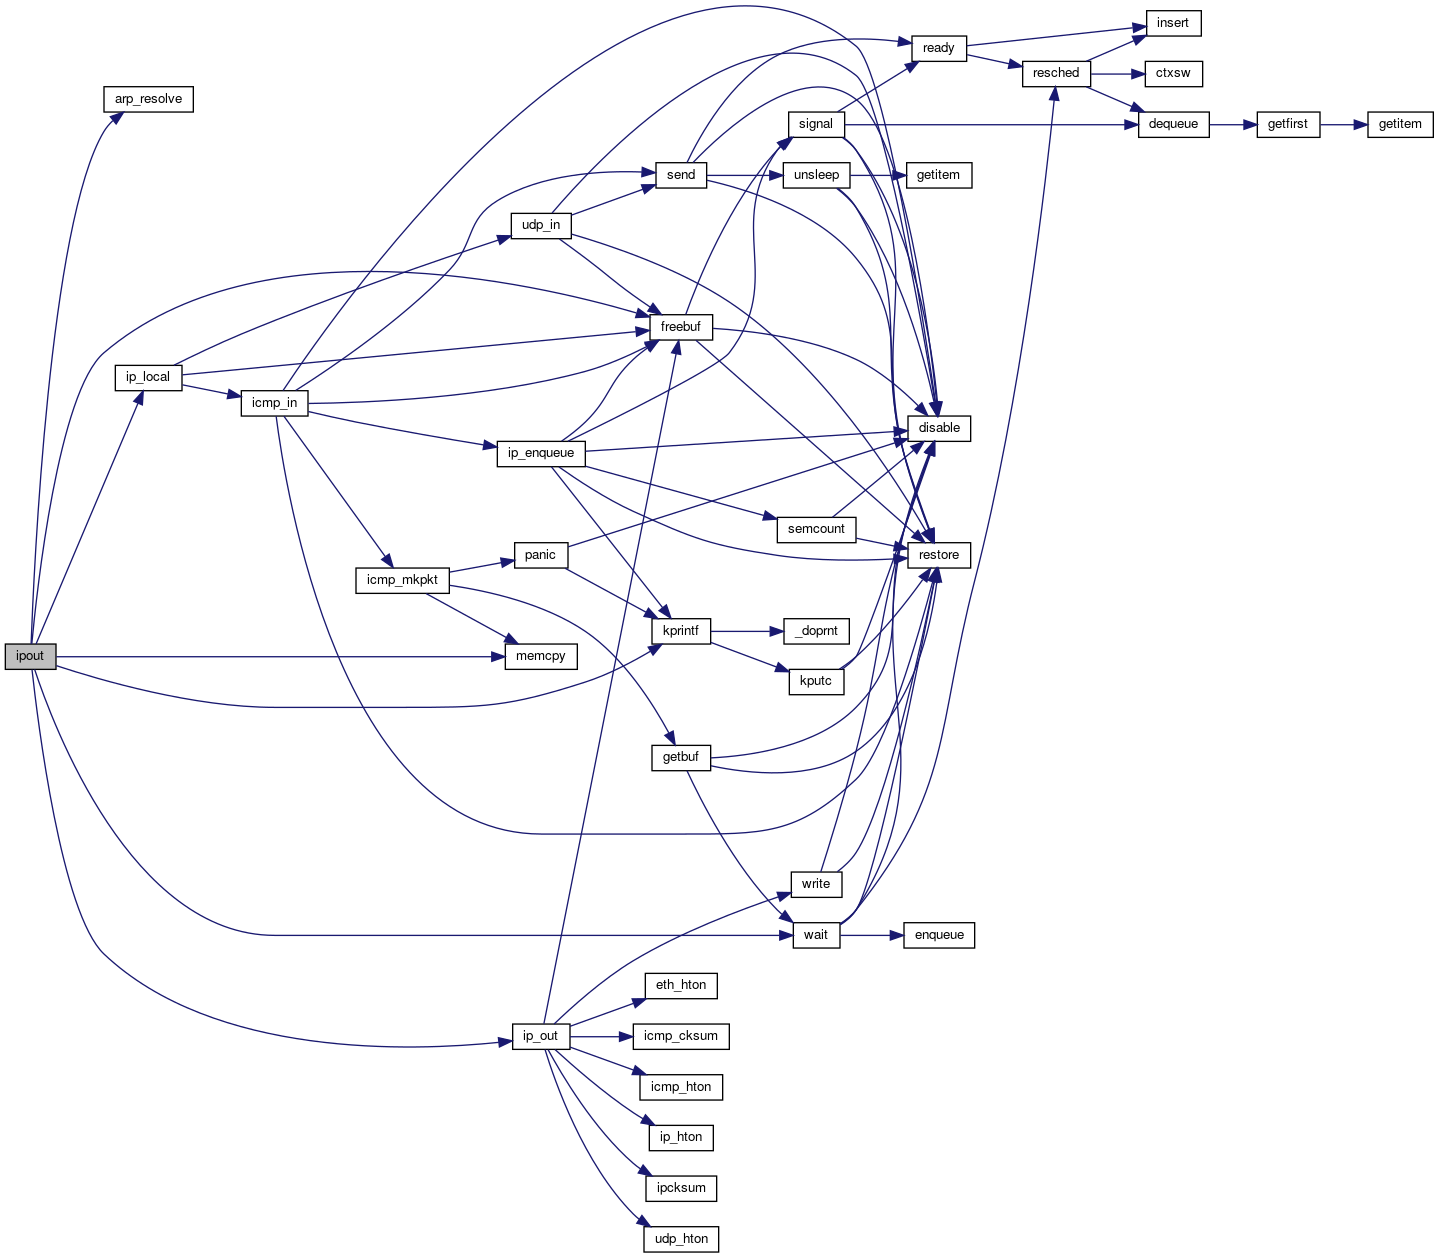 insert
ready
resched
ctxsw
arp_resolve
signal
dequeue
getfirst
getitem
send
unsleep
getitem
udp_in
freebuf
ip_local
icmp_in
disable
ip_enqueue
semcount
panic
restore
icmp_mkpkt
kprintf
_doprnt
ipout
memcpy
kputc
getbuf
write
wait
enqueue
eth_hton
ip_out
icmp_cksum
icmp_hton
ip_hton
ipcksum
udp_hton